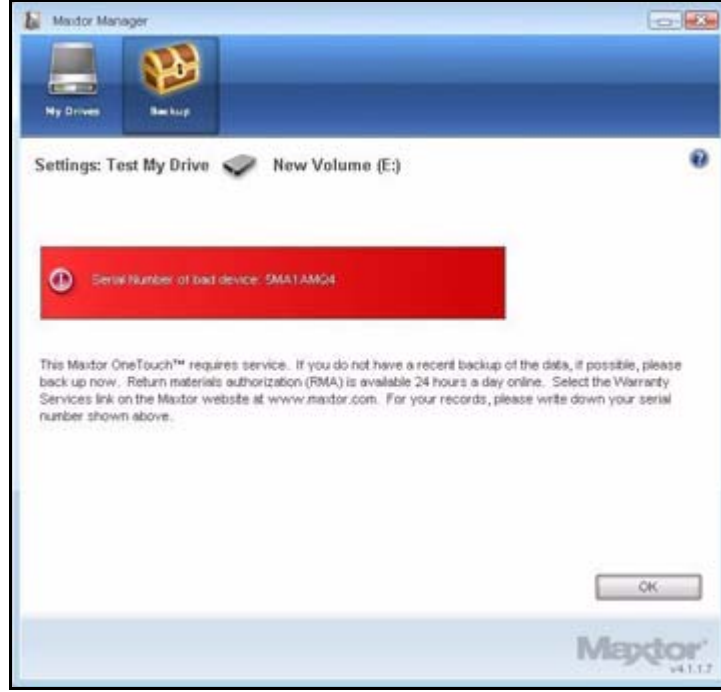 Maxtor Manager
My Drives
Backup
Settings: Test My Drive New Volume (E:)
Serial Number of bad device: 5MA1AMQ4
This Maxtor OneTouch™ requires service. If you do not have a recent backup of the data, if possible, please
back up now. Return materials authorization (RMA) is available 24 hours a day online. Select the Warranty
Services link on the Maxtor website at www.maxtor.com. For your records, please write down your serial
number shown above.
OK
Maxtor
v4.1.1.7